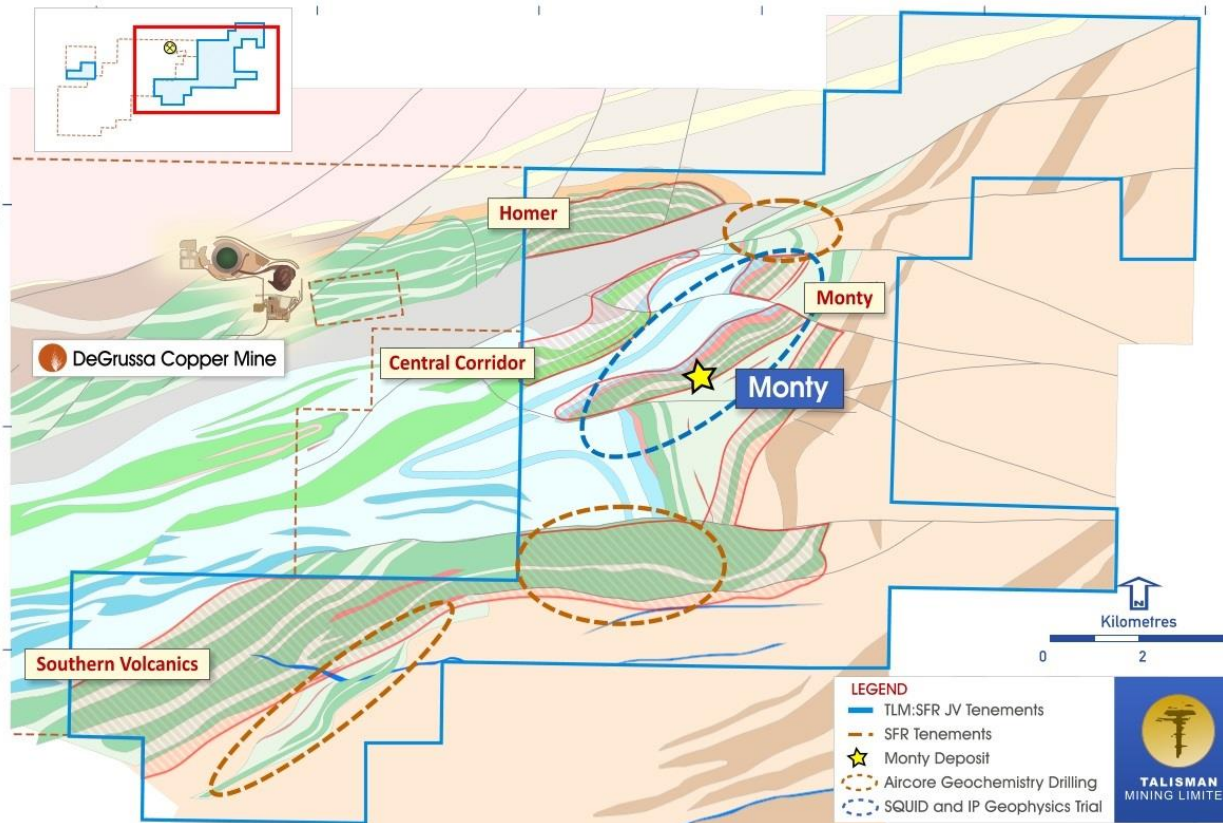 Homer
Monty
DeGrussa Copper Mine
Central Corridor
Monty
Southern Volcanics
N
Kilometres
0 2
LEGEND
TLM:SFR JV Tenements
SFR Tenements
Monty Deposit
Aircore Geochemistry Drilling
SQUID and IP Geophysics Trial
TALISMAN
MINING LIMITE